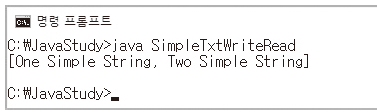 명령 프롬프트
C:₩JavaStudy>java SimpleTxtWriteRead
[One Simple String, Two Simple String]
C:₩JavaStudy>